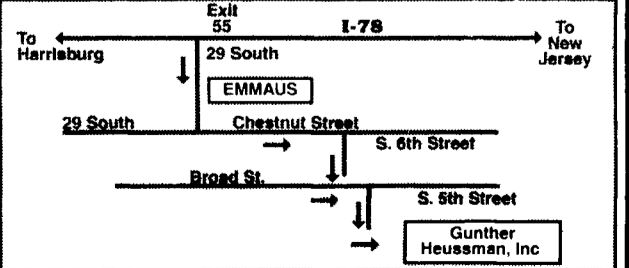 Exit
55
I-78
To
Harrisburg
To
New
Jersey
29 South
EMMAUS
29 South
Chestnut Street
S. 6th Street
Broad St.
S. 5th Street
Gunther
Heussman, Inc